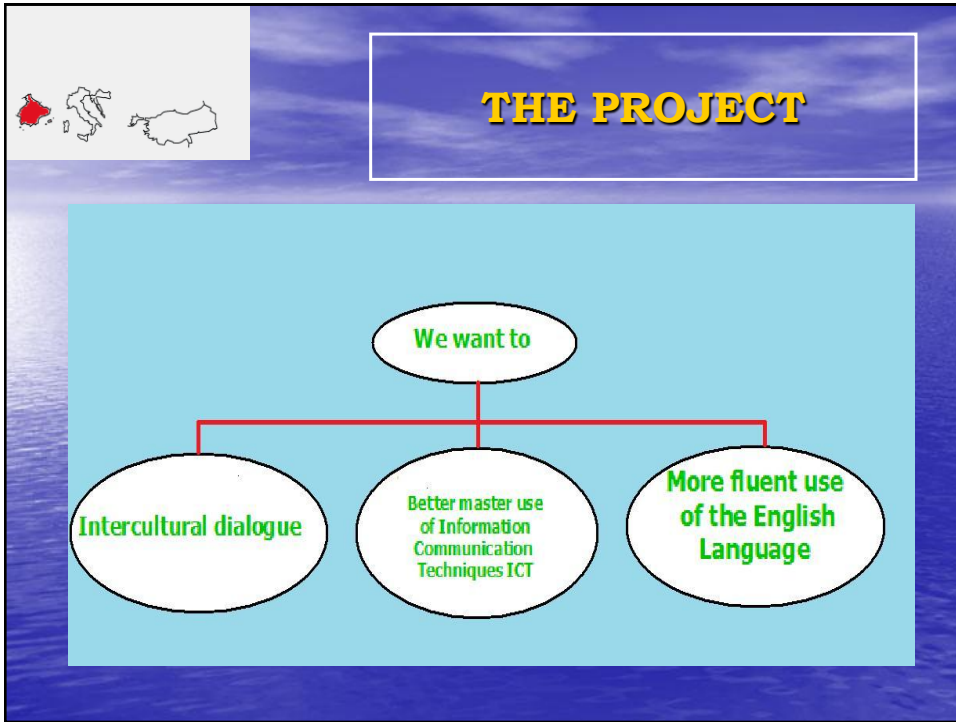 THE PROJECT
We want to
Intercultural dialogue
Better master use
of Information
Communication
Techniques ICT
More fluent use
of the English
Language